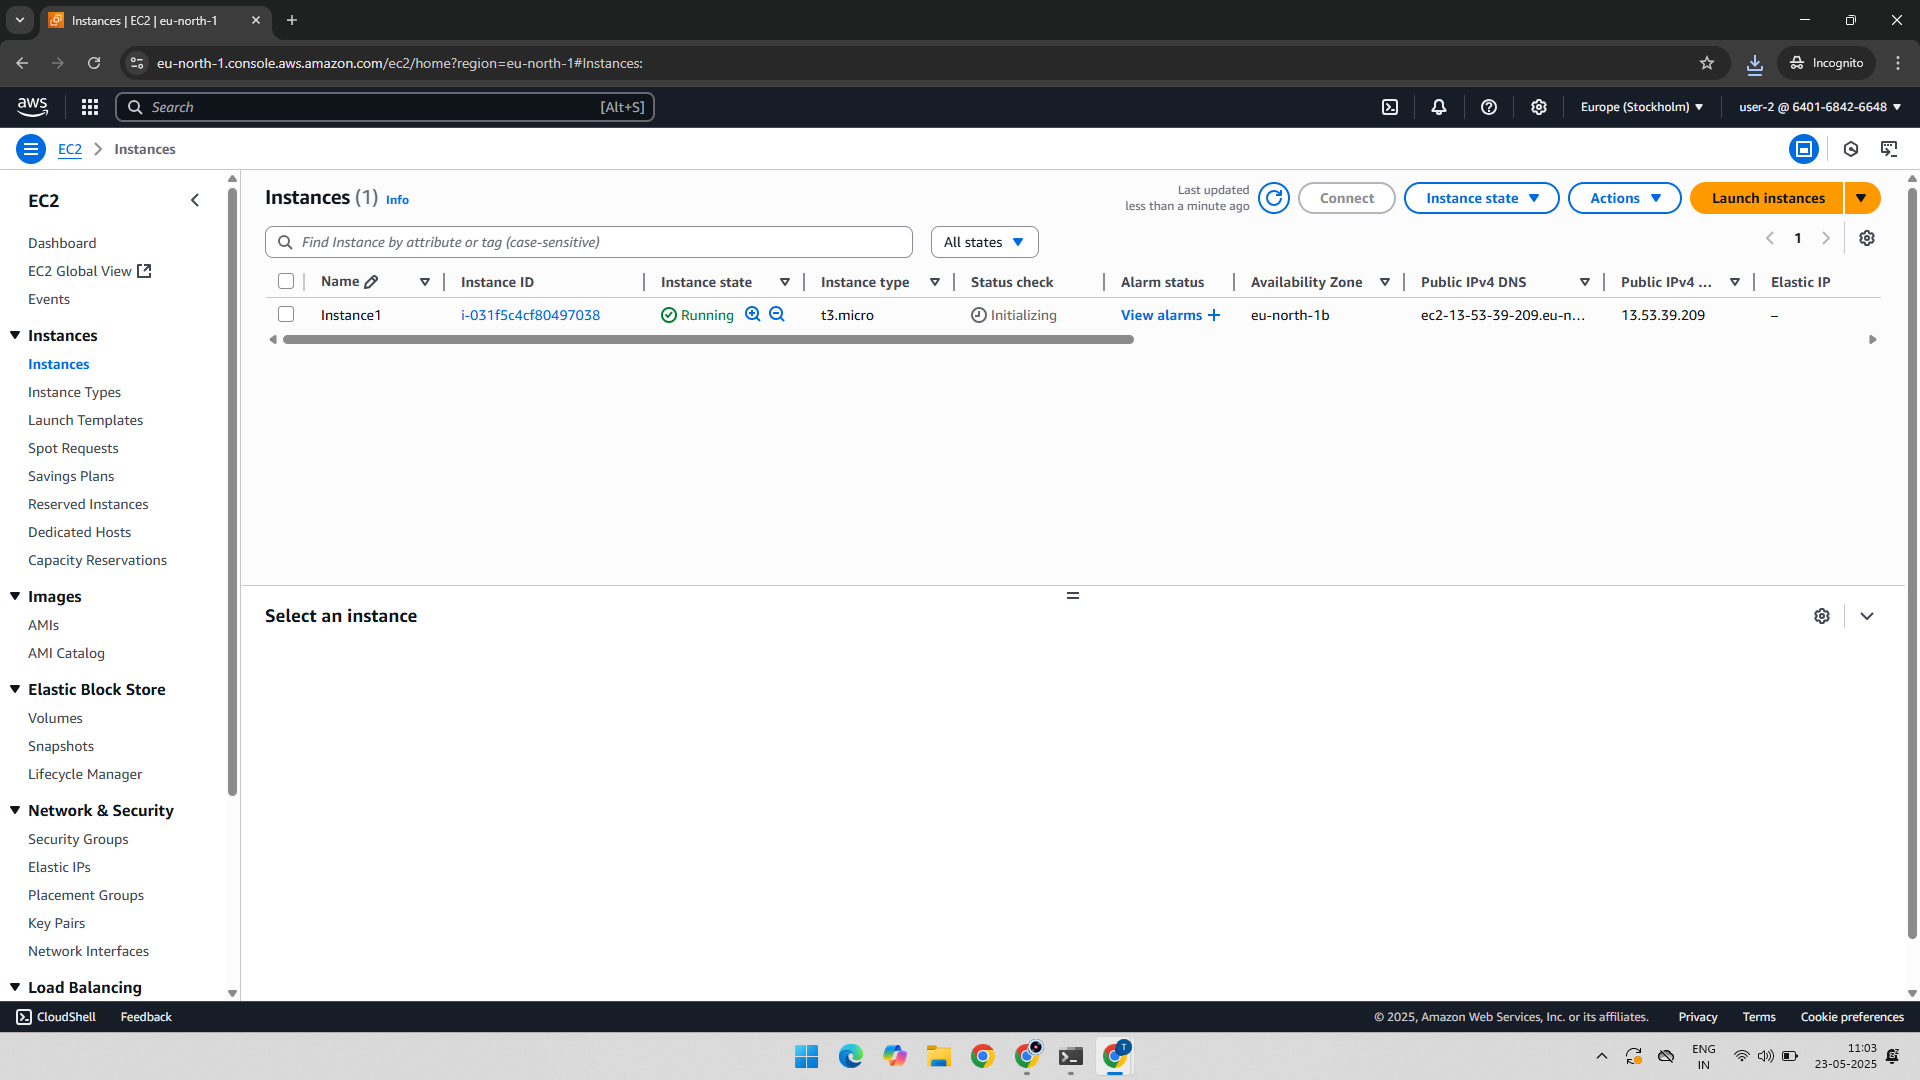 Instances | EC2 | eu-north-1
eu-north-1.console.aws.amazon.com/ec2/home?region=eu-north-1#Instances:
Incognito
aws
Search
[Alt+S]
Europe (Stockholm)
user-2 @ 6401-6842-6648
EC2
Instances
EC2
Dashboard
EC2 Global View
Events
Instances
Instances
Instance Types
Launch Templates
Spot Requests
Savings Plans
Reserved Instances
Dedicated Hosts
Capacity Reservations
Images
AMIs
AMI Catalog
Elastic Block Store
Volumes
Snapshots
Lifecycle Manager
Network & Security
Security Groups
Elastic IPs
Placement Groups
Key Pairs
Network Interfaces
Load Balancing
Instances (1) Info
Last updated
less than a minute ago
Connect
Instance state
Actions
Launch instances
Find Instance by attribute or tag (case-sensitive)
All states
1
Name Instance ID Instance state Instance type Status check Alarm status Availability Zone Public IPv4 DNS Public IPv4 ... Elastic IP
Instance1 i-031f5c4cf80497038 Running t3.micro Initializing View alarms + eu-north-1b ec2-13-53-39-209.eu-n... 13.53.39.209 –
Select an instance
CloudShell
Feedback
© 2025, Amazon Web Services, Inc. or its affiliates.
Privacy
Terms
Cookie preferences
T
ENG
IN
11:03
23-05-2025